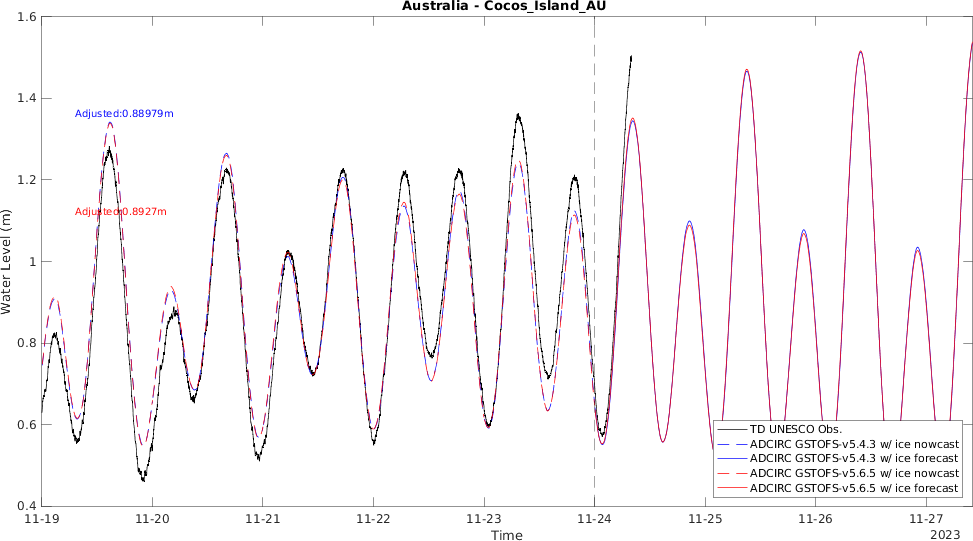 Australia - Cocos_Island_AU
1.6
1.4
1.2
1
0.8
0.6
0.4
Water Level (m)
Adjusted:0.88979m
Adjusted:0.8927m
TD UNESCO Obs.
ADCIRC GSTOFS-v5.4.3 w/ ice nowcast
ADCIRC GSTOFS-v5.4.3 w/ ice forecast
ADCIRC GSTOFS-v5.6.5 w/ ice nowcast
ADCIRC GSTOFS-v5.6.5 w/ ice forecast
11-19 11-20 11-21 11-22 11-23 11-24 11-25 11-26 11-27
Time
2023